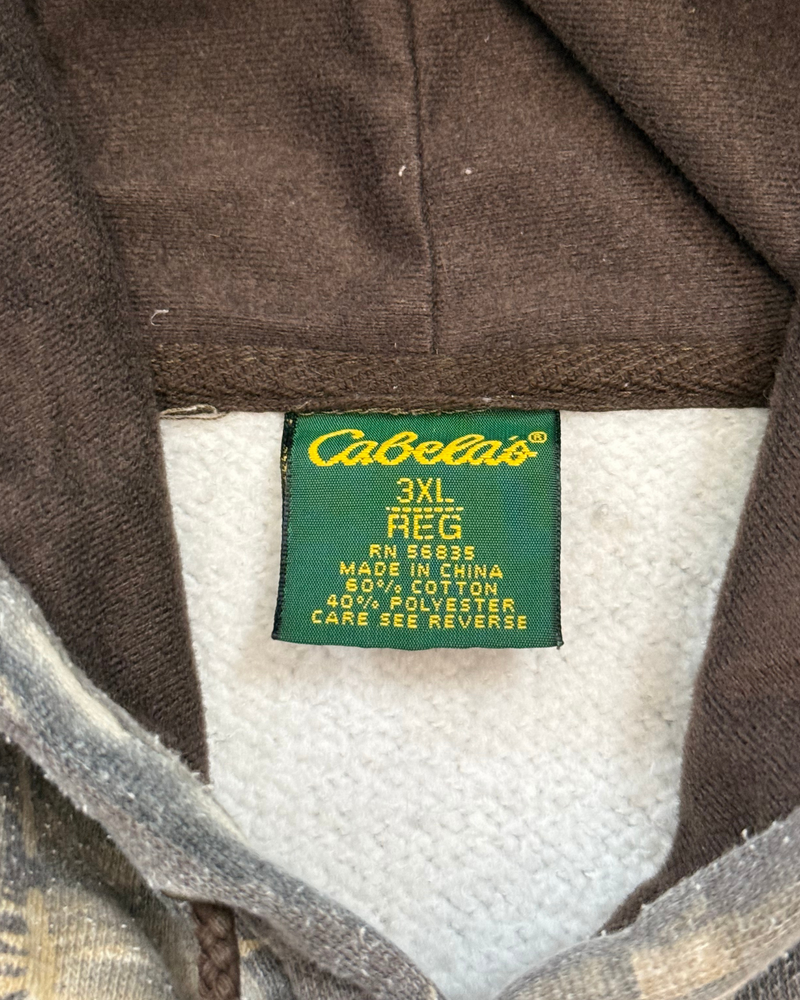 Cabela's®
3XL
REG
RN 56835
MADE IN CHINA
60% COTTON
40% POLYESTER
CARE SEE REVERSE